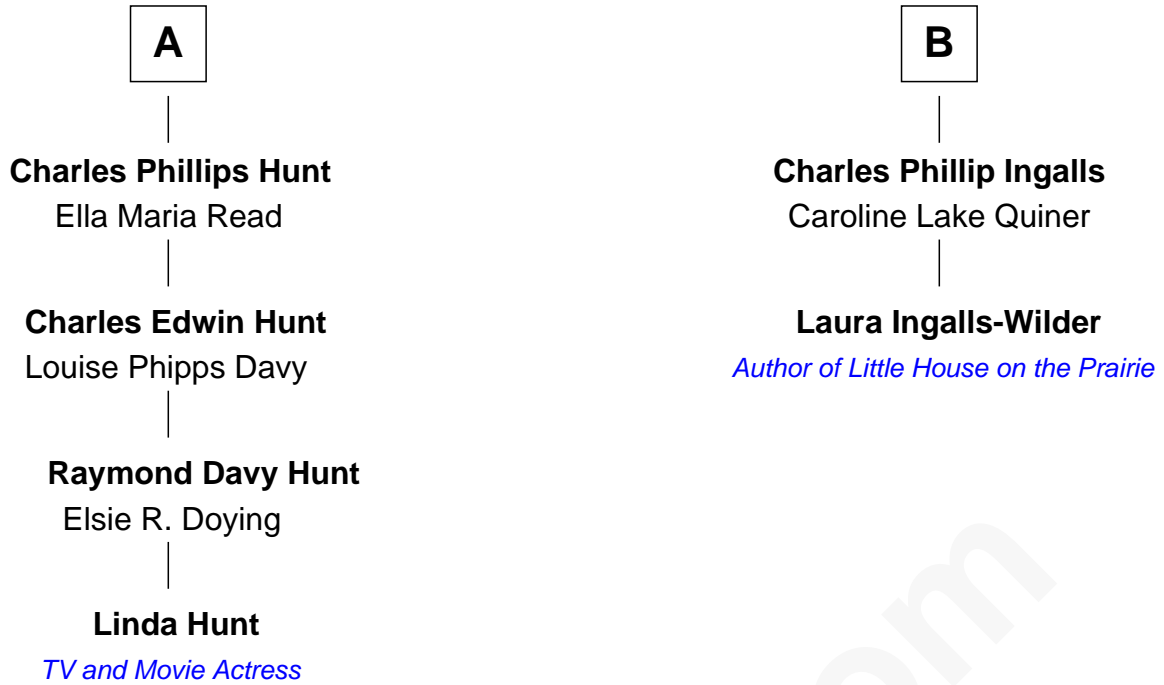 A
Charles Phillips Hunt
Ella Maria Read
Charles Edwin Hunt
Louise Phipps Davy
Raymond Davy Hunt
Elsie R. Doying
Linda Hunt
TV and Movie Actress
B
Charles Phillip Ingalls
Caroline Lake Quiner
Laura Ingalls-Wilder
Author of Little House on the Prairie
om